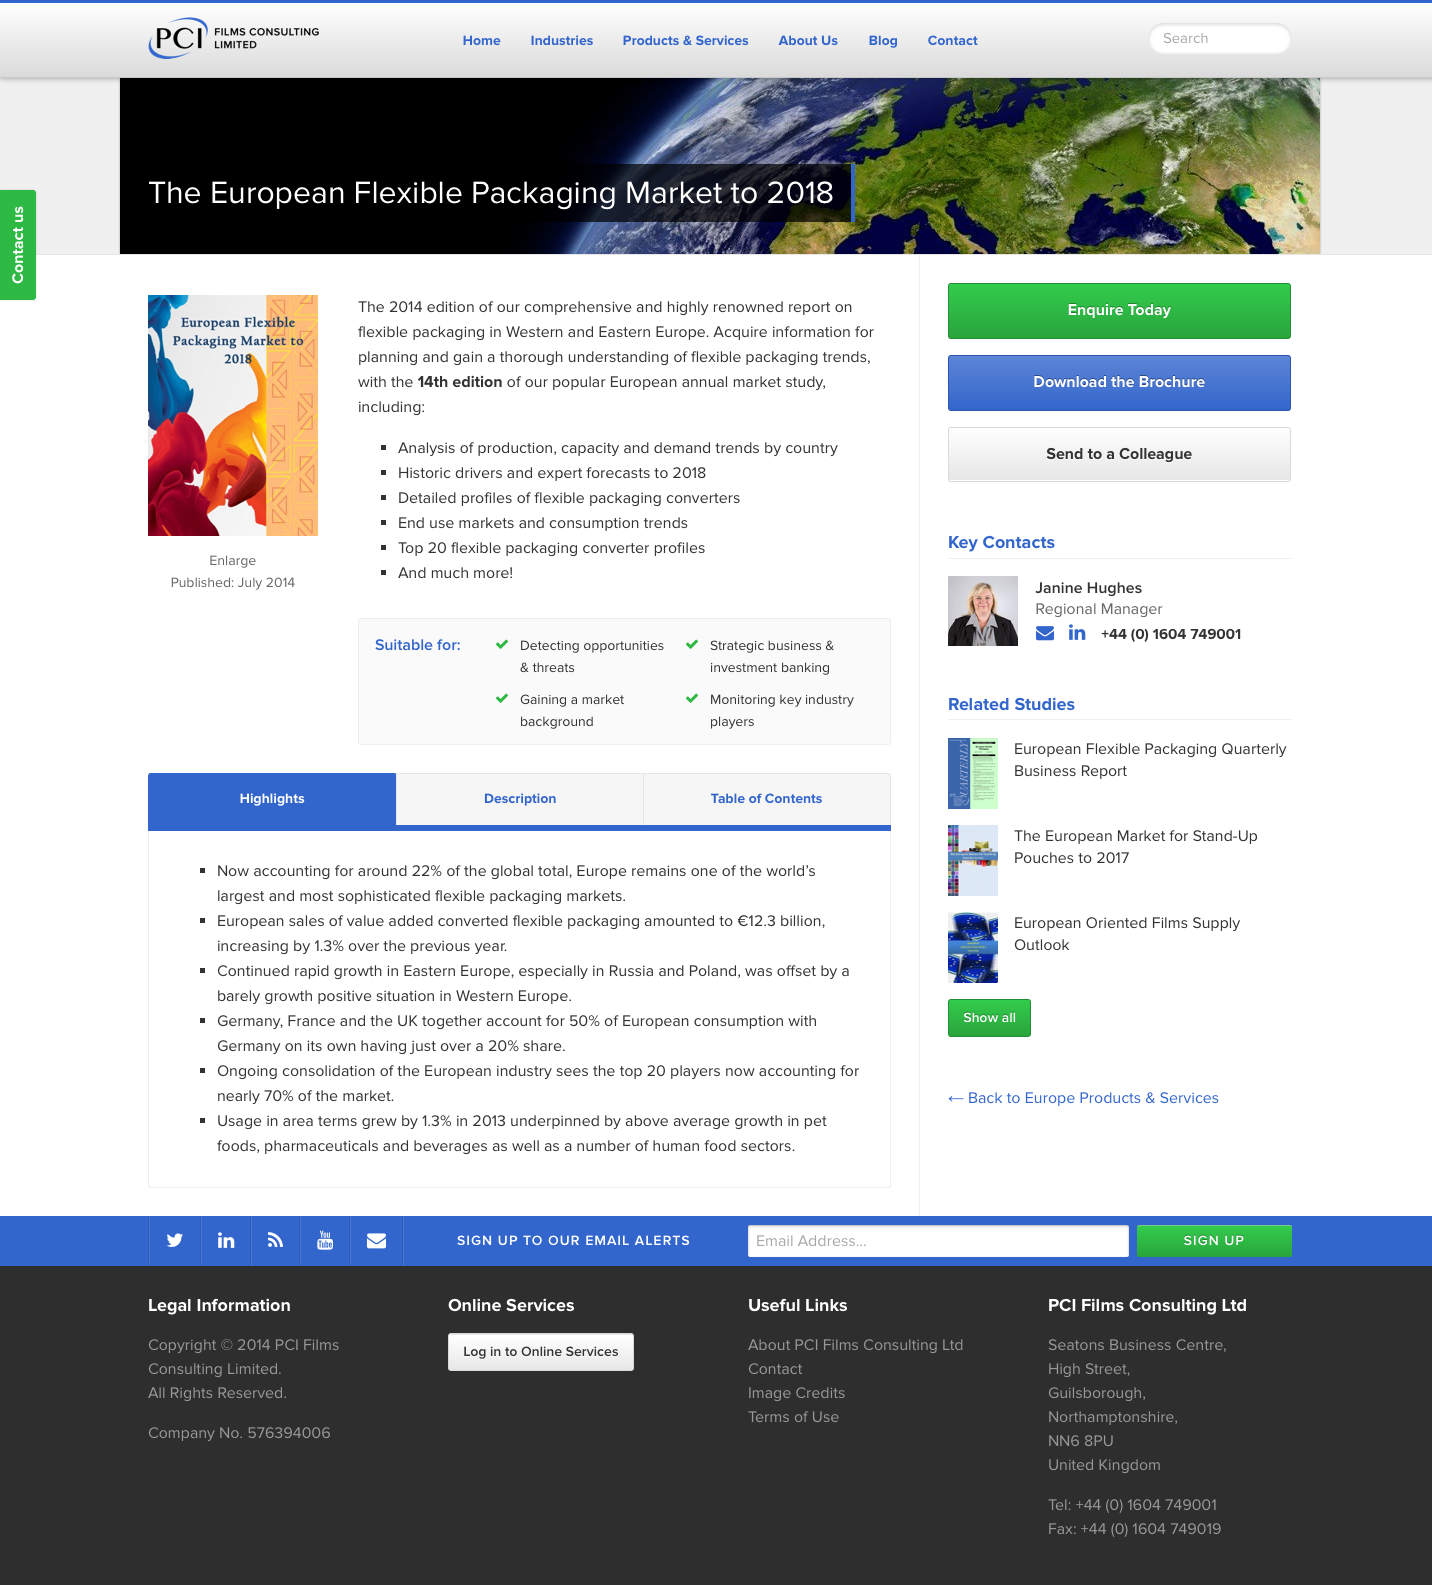 PCI FILMS CONSULTING
LIMITED
Home Industries Products & Services About Us Blog Contact
Search
The European Flexible Packaging Market to 2018
Contact us
European Flexible
Packaging Market to
2018
Enlarge
Published: July 2014
The 2014 edition of our comprehensive and highly renowned report on
flexible packaging in Western and Eastern Europe. Acquire information for
planning and gain a thorough understanding of flexible packaging trends,
with the 14th edition of our popular European annual market study,
including:
Analysis of production, capacity and demand trends by country
Historic drivers and expert forecasts to 2018
Detailed profiles of flexible packaging converters
End use markets and consumption trends
Top 20 flexible packaging converter profiles
And much more!
Suitable for:
Detecting opportunities
& threats
Strategic business &
investment banking
Gaining a market
background
Monitoring key industry
players
Highlights Description Table of Contents
Now accounting for around 22% of the global total, Europe remains one of the world’s
largest and most sophisticated flexible packaging markets.
European sales of value added converted flexible packaging amounted to €12.3 billion,
increasing by 1.3% over the previous year.
Continued rapid growth in Eastern Europe, especially in Russia and Poland, was offset by a
barely growth positive situation in Western Europe.
Germany, France and the UK together account for 50% of European consumption with
Germany on its own having just over a 20% share.
Ongoing consolidation of the European industry sees the top 20 players now accounting for
nearly 70% of the market.
Usage in area terms grew by 1.3% in 2013 underpinned by above average growth in pet
foods, pharmaceuticals and beverages as well as a number of human food sectors.
Enquire Today
Download the Brochure
Send to a Colleague
Key Contacts
Janine Hughes
Regional Manager
+44 (0) 1604 749001
Related Studies
QUARTERLY
European Flexible Packaging Quarterly
Business Report
The European Market for Stand-Up
Pouches to 2017
European Oriented Films Supply
Outlook
Show all
← Back to Europe Products & Services
You
Tube
SIGN UP TO OUR EMAIL ALERTS
Email Address...
SIGN UP
Legal Information
Copyright © 2014 PCI Films
Consulting Limited.
All Rights Reserved.
Company No. 576394006
Online Services
Log in to Online Services
Useful Links
About PCI Films Consulting Ltd
Contact
Image Credits
Terms of Use
PCI Films Consulting Ltd
Seatons Business Centre,
High Street,
Guilsborough,
Northamptonshire,
NN6 8PU
United Kingdom
Tel: +44 (0) 1604 749001
Fax: +44 (0) 1604 749019